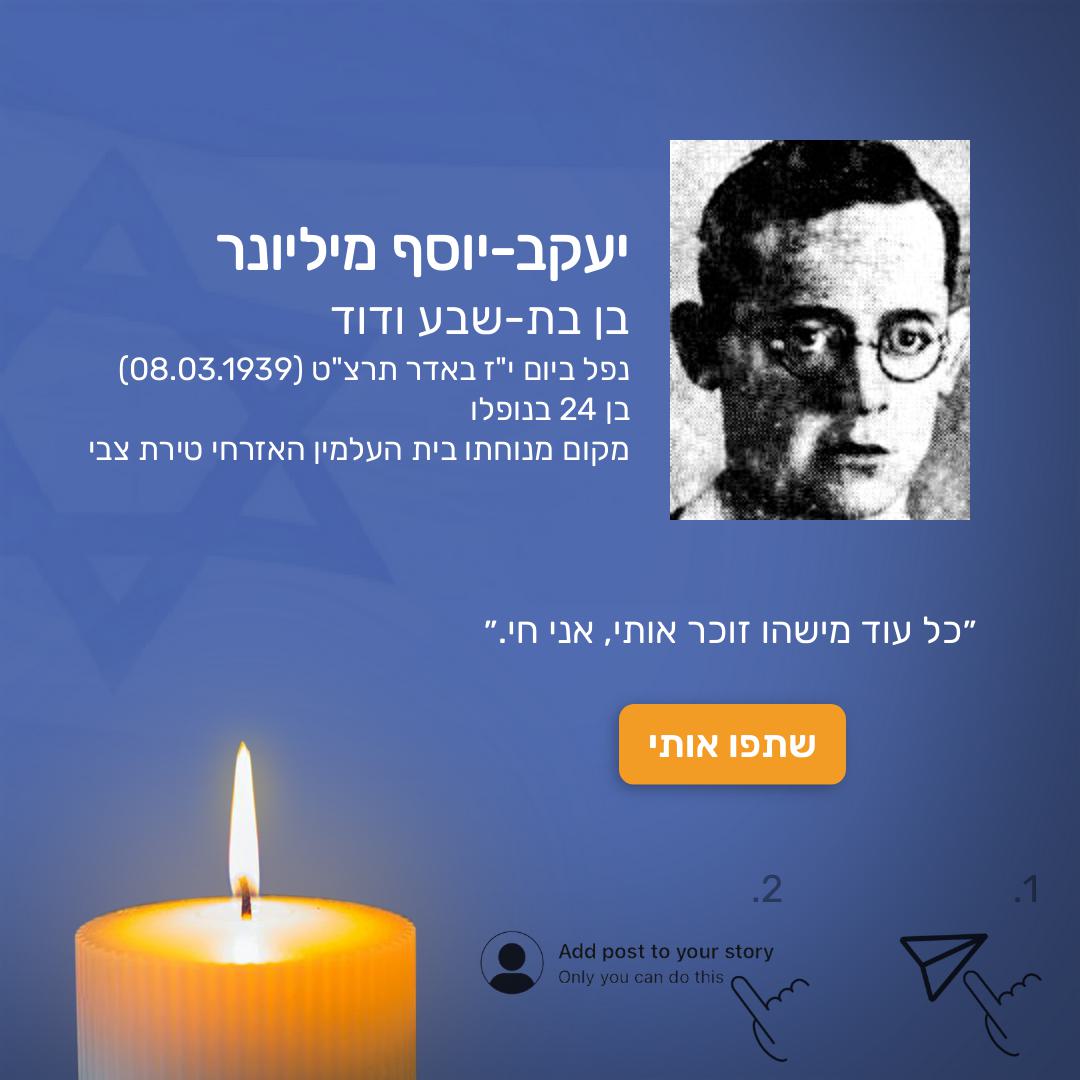 יעקב-יוסף מיליונר
בן בת-שבע ודוד
נפל ביום י"ז באדר תרצ"ט (08.03.1939)
בן 24 בנופלו
מקום מנוחתו בית העלמין האזרחי טירת צבי
״כל עוד מישהו זוכר אותי, אני חי.״
שתפו אותי
1.
2.
Add post to your story
Only you can do this